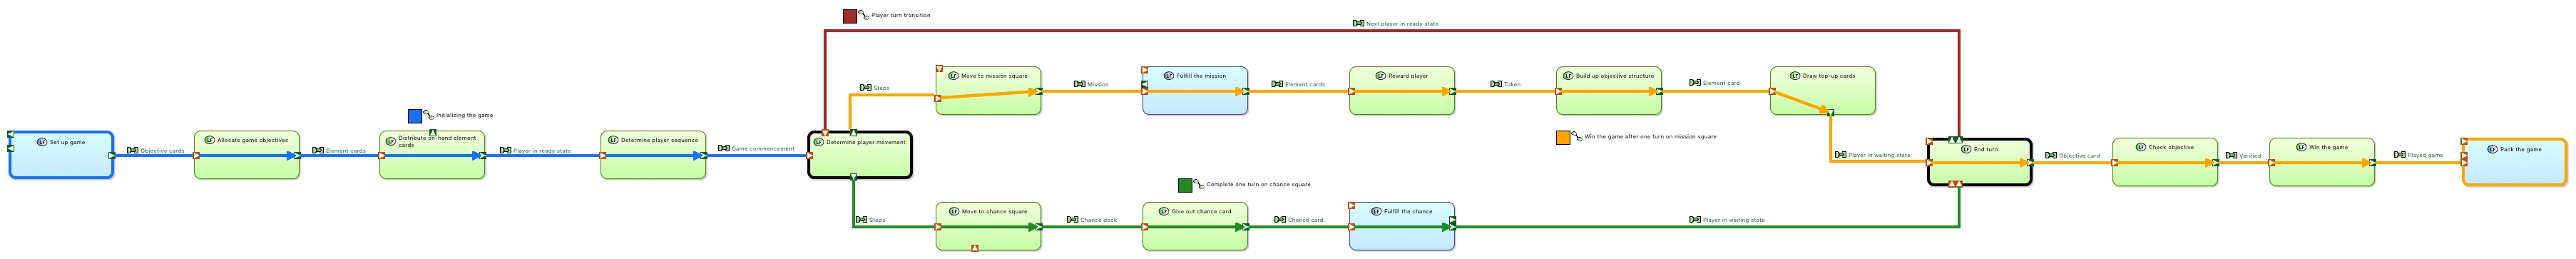 Player turn transition
Next player in ready state
Steps
Move to mission square
Mission
Fulfill the mission
Element cards
Reward player
Token
Build up objective structure
Element card
Draw top-up cards
Initializing the game
Win the game after one turn on mission square
Set up game
Objective cards
Allocate game objectives
Element cards
Distribute on-hand element
cards
Player in ready state
Determine player sequence
Game commencement
Determine player movement
Player in waiting state
End turn
Objective card
Check objective
Verified
Win the game
Played game
Pack the game
Complete one turn on chance square
Steps
Move to chance square
Chance deck
Give out chance card
Chance card
Fulfill the chance
Player in waiting state